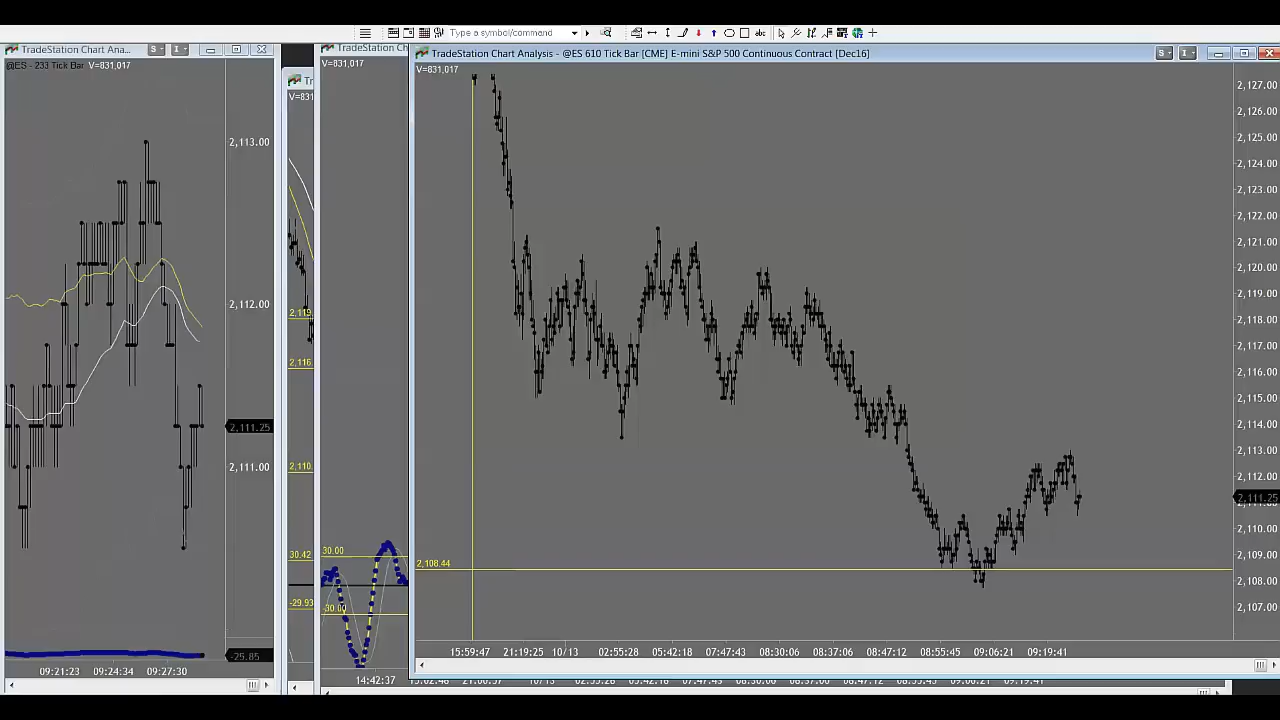 Type a symbol/command
abc
TradeStation Chart Ana...
S
I
@ES - 233 Tick Bar V=831,017
2,113.00
2,112.00
2,111.25
2,111.00
-25.85
09:21:23 09:24:34 09:27:30
V=831
2,119.
2,116
2,110.
30.42
-29.93
TradeStation Ch
V=831,017
30.00
-30.00
14:42:37
TradeStation Chart Analysis - @ES 610 Tick Bar [CME] E-mini S&P 500 Continuous Contract [Dec16]
S
I
V=831,017
2,127.00
2,126.00
2,125.00
2,124.00
2,123.00
2,122.00
2,121.00
2,120.00
2,119.00
2,118.00
2,117.00
2,116.00
2,115.00
2,114.00
2,113.00
2,112.00
2,111.25
2,110.00
2,109.00
2,108.44
2,108.00
2,107.00
15:59:47 21:19:25 10/13 02:55:28 05:42:18 07:47:43 08:30:06 08:37:06 08:47:12 08:55:45 09:06:21 09:19:41